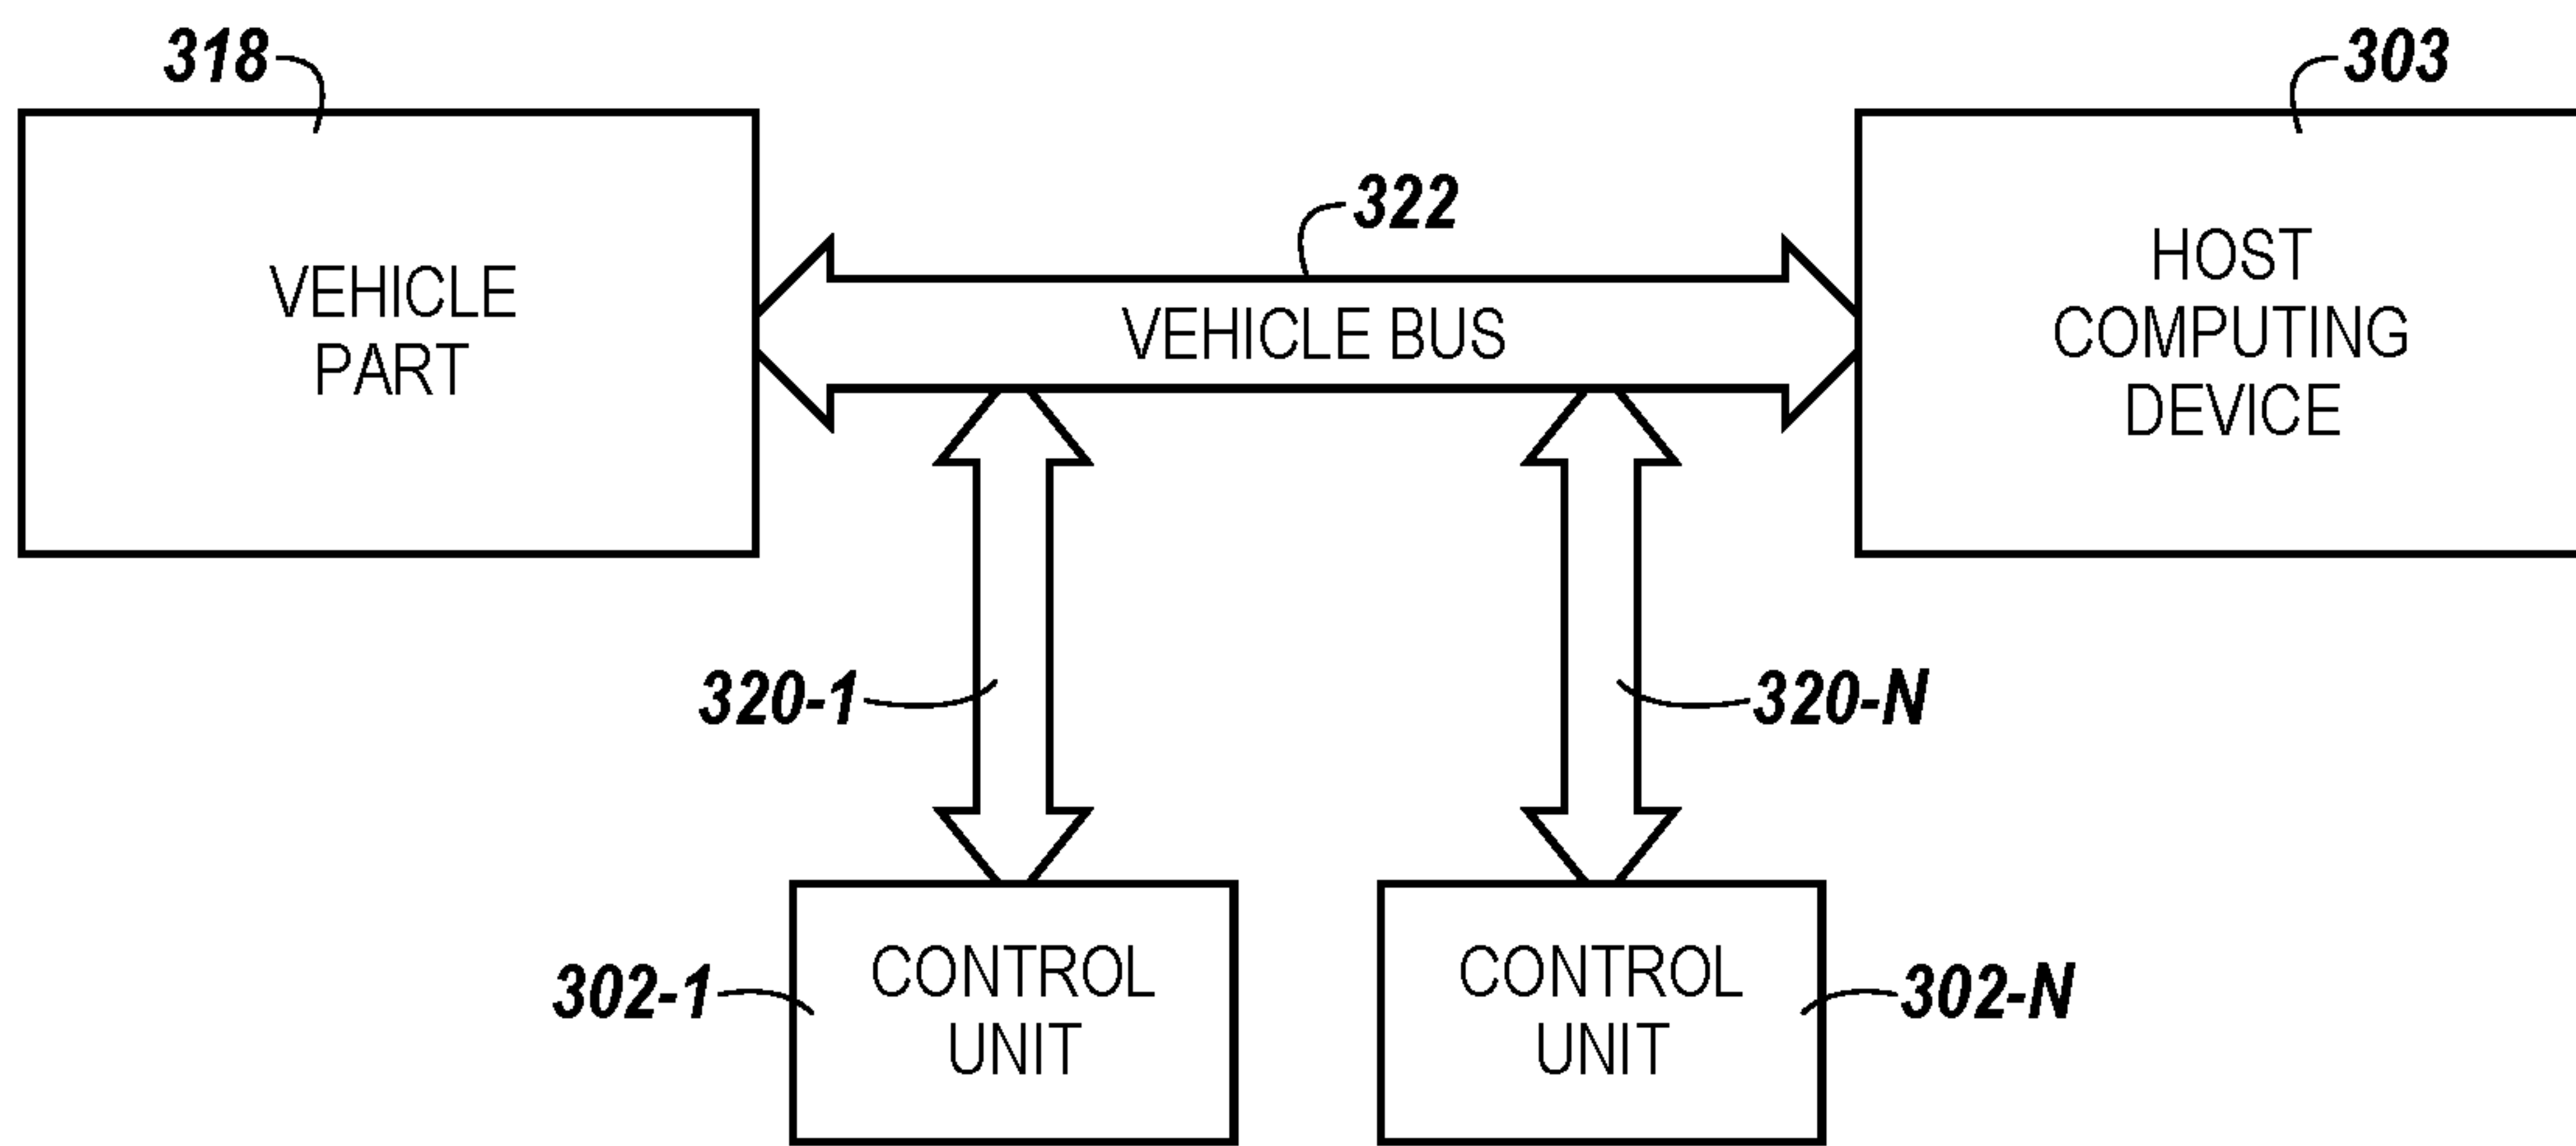 318
303
322
VEHICLE
PART
VEHICLE BUS
HOST
COMPUTING
DEVICE
320-1
320-N
302-1
CONTROL
UNIT
CONTROL
UNIT
302-N